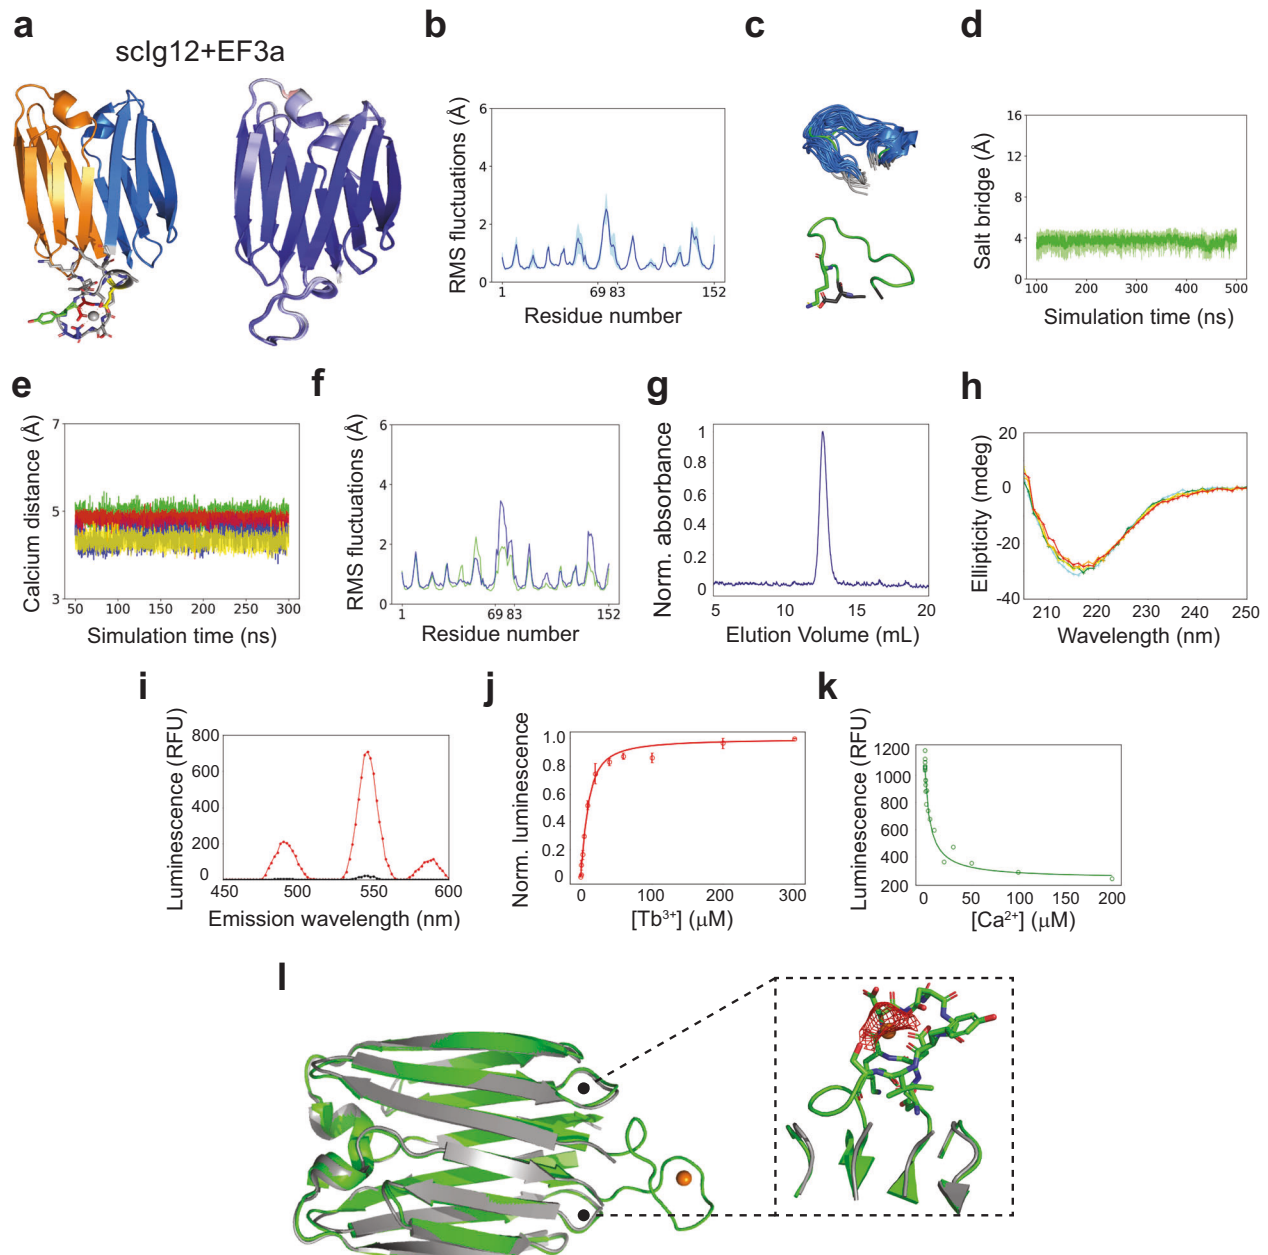 a
scIg12+EF3a
b
RMS fluctuations (Å)
6
4
2
0
1
69 83
152
Residue number
c
d
Salt bridge (Å)
16
12
8
4
0
100 200 300 400 500
Simulation time (ns)
e
Calcium distance (Å)
7
5
3
50 100 150 200 250 300
Simulation time (ns)
f
RMS fluctuations (Å)
6
4
2
0
1
69 83
152
Residue number
g
Norm. absorbance
1
0.8
0.6
0.4
0.2
0
5 10 15 20
Elution Volume (mL)
h
Ellipticity (mdeg)
20
0
-20
-40
210 220 230 240 250
Wavelength (nm)
i
Luminescence (RFU)
800
600
400
200
0
450 500 550 600
Emission wavelength (nm)
j
Norm. luminescence
1.0
0.8
0.6
0.4
0.2
0
0 100 200 300
[Tb³⁺] (μM)
k
Luminescence (RFU)
1200
1000
800
600
400
200
0 50 100 150 200
[Ca²⁺] (μM)
l